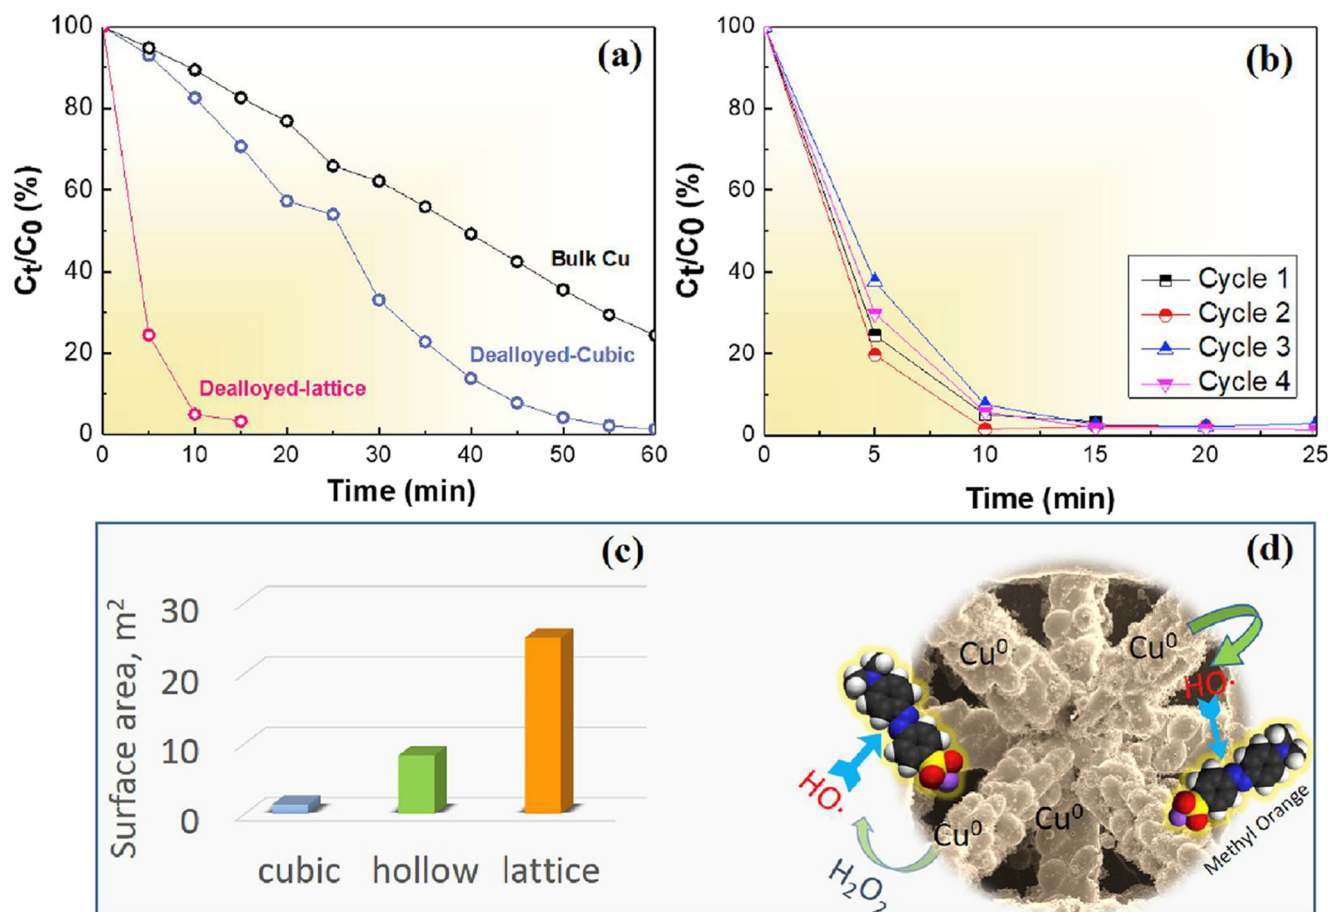 (a)
100
80
60
40
20
0
Ct/C0 (%)
Bulk Cu
Dealloyed-Cubic
Dealloyed-lattice
0 10 20 30 40 50 60
Time (min)
(b)
100
80
60
40
20
0
Ct/C0 (%)
Cycle 1
Cycle 2
Cycle 3
Cycle 4
0 5 10 15 20 25
Time (min)
(c)
Surface area, m²
30
20
10
0
cubic hollow lattice
(d)
Cu⁰
Cu⁰
HO·
HO·
Cu⁰
Cu⁰
H₂O₂
Methyl Orange